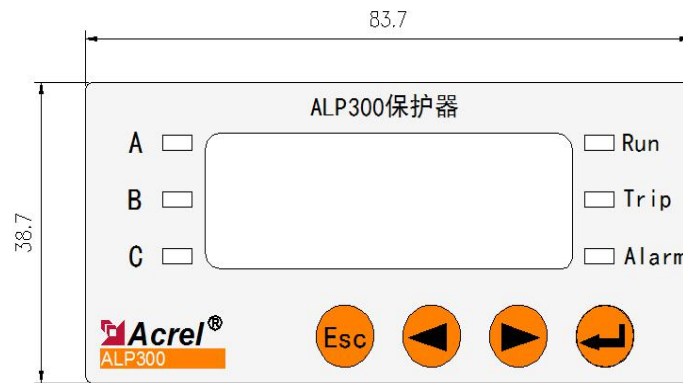 83.7
38.7
ALP300保护器
A
Run
B
Trip
C
Alarm
Acrel®
ALP300
Esc